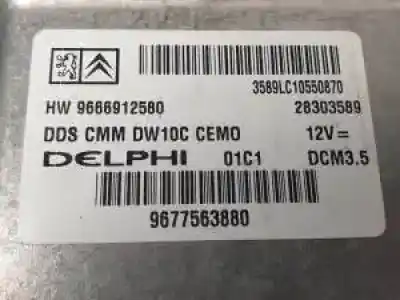 3589LC10550870
HW 9666912580 28303589
DDS CMM DW10C CEMO 12V=
DELPHI 01C1 DCM3.5
9677563880